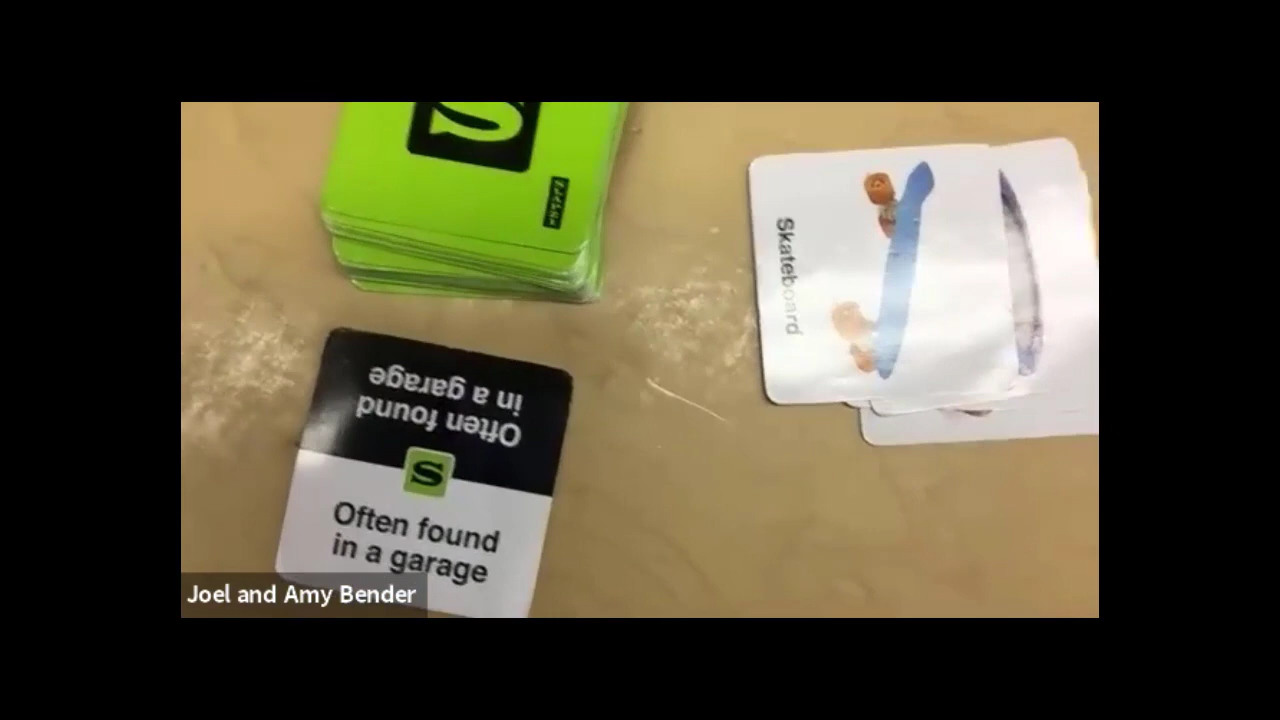 S
Skateboard
Often found
in a garage
S
Often found
in a garage
Joel and Amy Bender